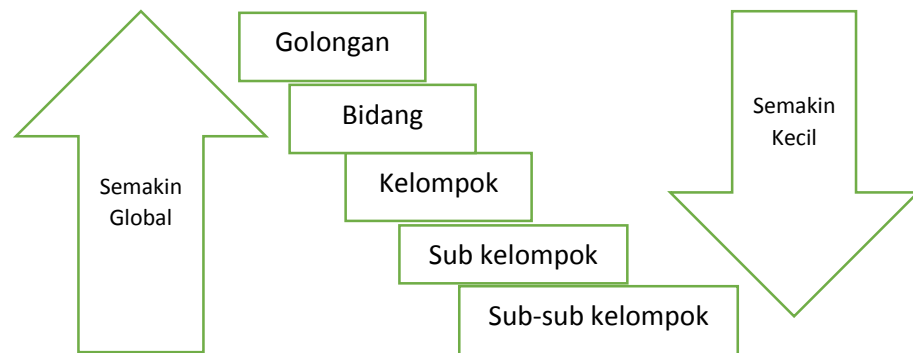 Golongan
Bidang
Kelompok
Sub kelompok
Sub-sub kelompok
Semakin
Global
Semakin
Kecil